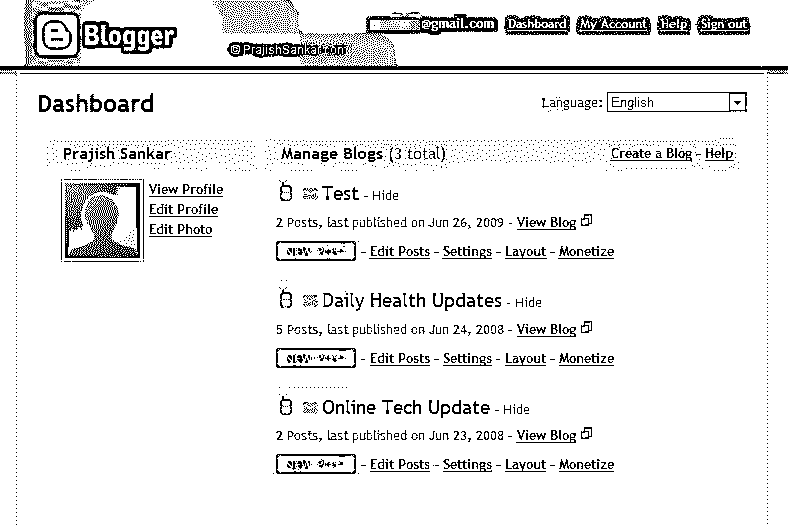 Blogger
@gmail.com Dashboard My Account Help Sign out
©PrajishSankar.com
Dashboard
Language: English
Prajish Sankar
Manage Blogs (3 total)
Create a Blog - Help
View Profile
Edit Profile
Edit Photo
Test - Hide
2 Posts, last published on Jun 26, 2009 - View Blog
- Edit Posts - Settings - Layout - Monetize
Daily Health Updates - Hide
5 Posts, last published on Jun 24, 2008 - View Blog
- Edit Posts - Settings - Layout - Monetize
Online Tech Update - Hide
2 Posts, last published on Jun 23, 2008 - View Blog
- Edit Posts - Settings - Layout - Monetize